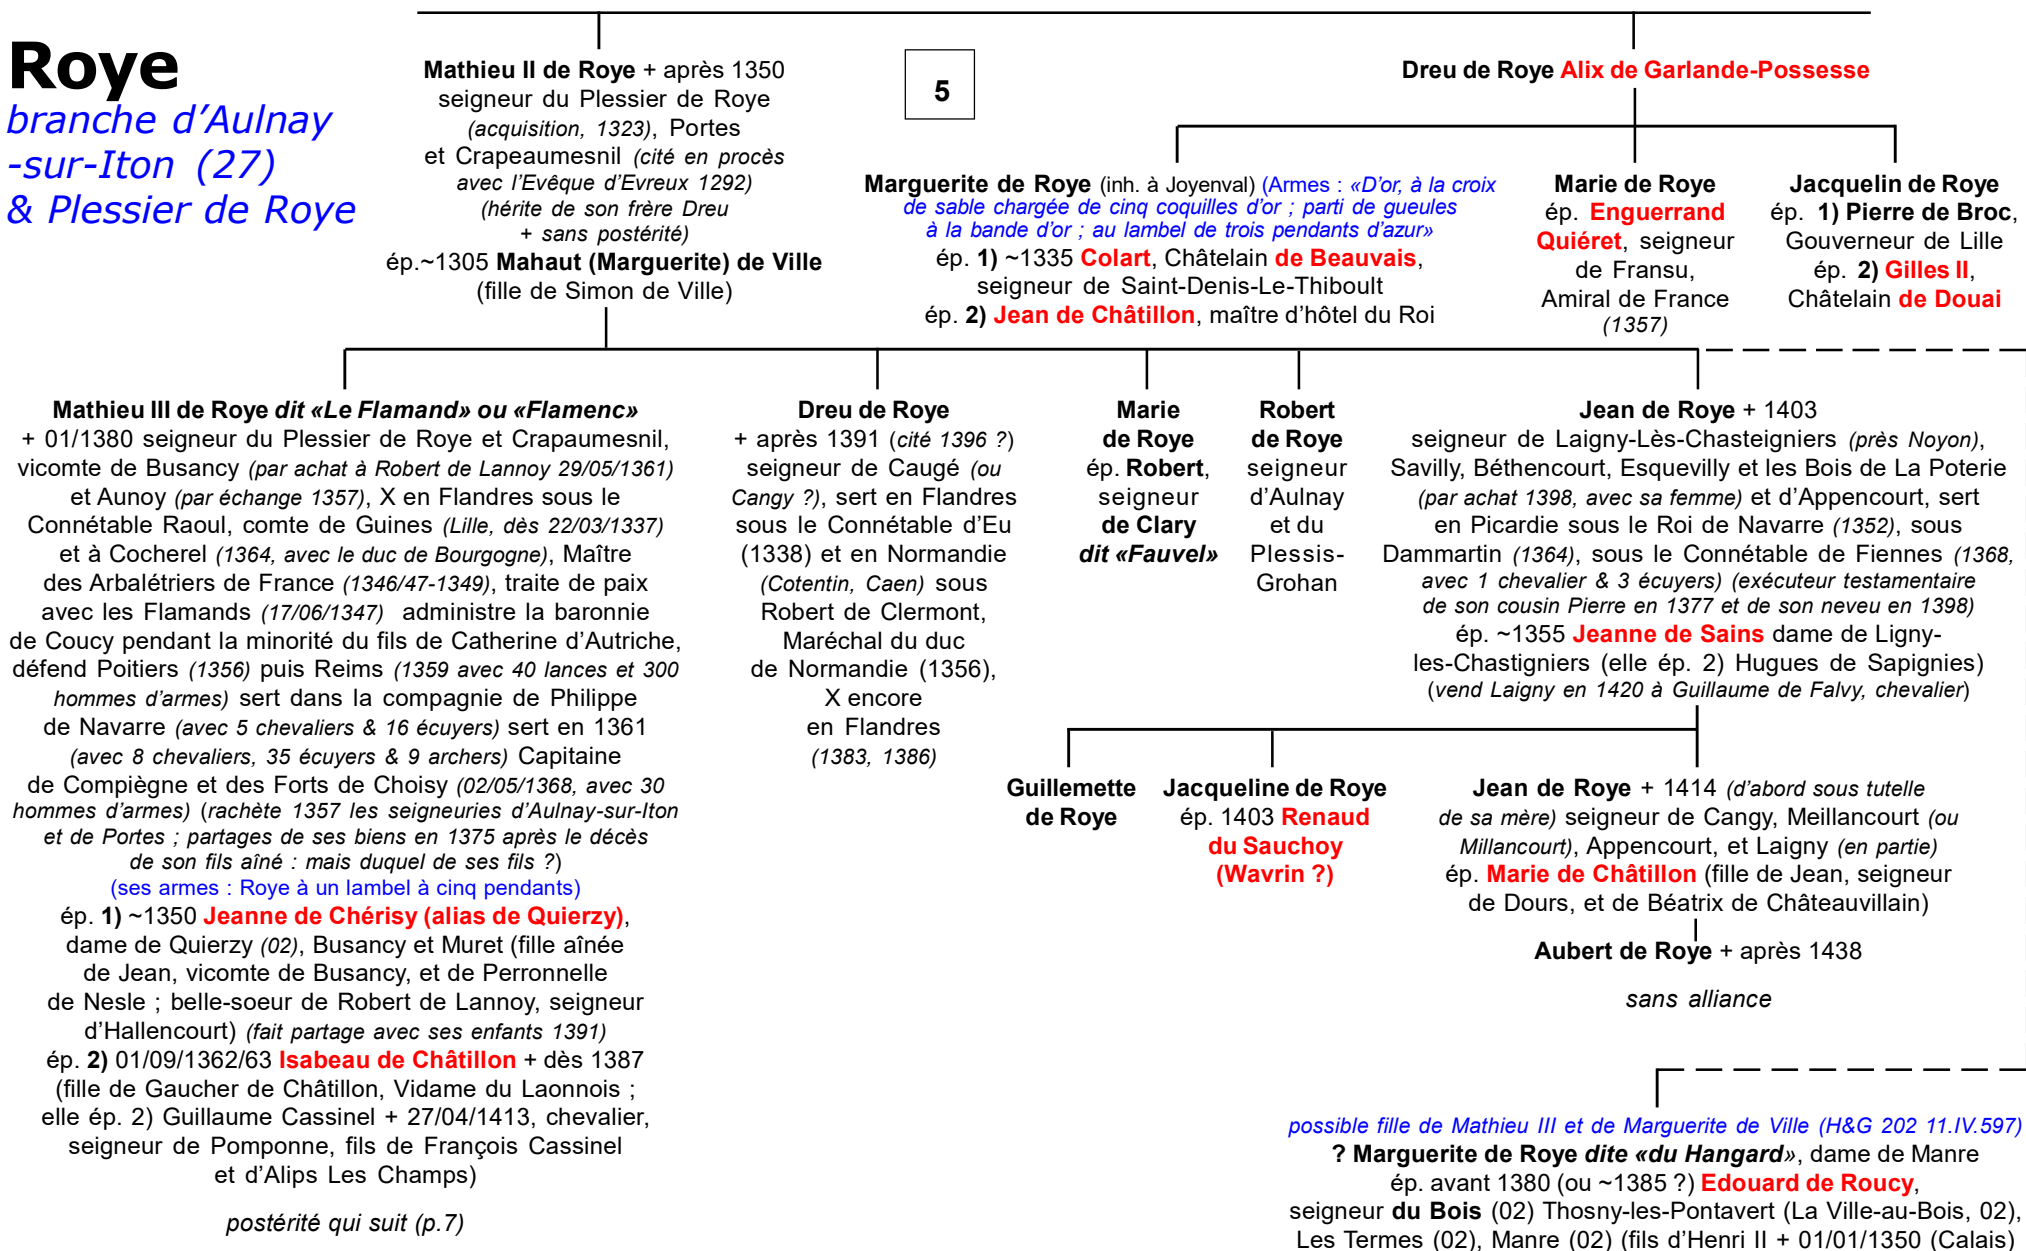 Roye
branche d'Aulnay
-sur-Iton (27)
& Plessier de Roye
Mathieu II de Roye + après 1350
seigneur du Plessier de Roye
(acquisition, 1323), Portes
et Crapeaumesnil (cité en procès
avec l'Evêque d'Evreux 1292)
(hérite de son frère Dreu
+ sans postérité)
ép.~1305 Mahaut (Marguerite) de Ville
(fille de Simon de Ville)
5
Dreu de Roye Alix de Garlande-Possesse
Marguerite de Roye (inh. à Joyenval) (Armes : «D'or, à la croix
de sable chargée de cinq coquilles d'or ; parti de gueules
à la bande d'or ; au lambel de trois pendants d'azur»
ép. 1) ~1335 Colart, Châtelain de Beauvais,
seigneur de Saint-Denis-Le-Thiboult
ép. 2) Jean de Châtillon, maître d'hôtel du Roi
Marie de Roye
ép. Enguerrand
Quiéret, seigneur
de Fransu,
Amiral de France
(1357)
Jacquelin de Roye
ép. 1) Pierre de Broc,
Gouverneur de Lille
ép. 2) Gilles II,
Châtelain de Douai
Mathieu III de Roye dit «Le Flamand» ou «Flamenc»
+ 01/1380 seigneur du Plessier de Roye et Crapaumesnil,
vicomte de Busancy (par achat à Robert de Lannoy 29/05/1361)
et Aunoy (par échange 1357), X en Flandres sous le
Connétable Raoul, comte de Guines (Lille, dès 22/03/1337)
et à Cocherel (1364, avec le duc de Bourgogne), Maître
des Arbalétriers de France (1346/47-1349), traite de paix
avec les Flamands (17/06/1347) administre la baronnie
de Coucy pendant la minorité du fils de Catherine d'Autriche,
défend Poitiers (1356) puis Reims (1359 avec 40 lances et 300
hommes d'armes) sert dans la compagnie de Philippe
de Navarre (avec 5 chevaliers & 16 écuyers) sert en 1361
(avec 8 chevaliers, 35 écuyers & 9 archers) Capitaine
de Compiègne et des Forts de Choisy (02/05/1368, avec 30
hommes d'armes) (rachète 1357 les seigneuries d'Aulnay-sur-Iton
et de Portes ; partages de ses biens en 1375 après le décès
de son fils aîné : mais duquel de ses fils ?)
(ses armes : Roye à un lambel à cinq pendants)
ép. 1) ~1350 Jeanne de Chérisy (alias de Quierzy),
dame de Quierzy (02), Busancy et Muret (fille aînée
de Jean, vicomte de Busancy, et de Perronnelle
de Nesle ; belle-soeur de Robert de Lannoy, seigneur
d'Hallencourt) (fait partage avec ses enfants 1391)
ép. 2) 01/09/1362/63 Isabeau de Châtillon + dès 1387
(fille de Gaucher de Châtillon, Vidame du Laonnois ;
elle ép. 2) Guillaume Cassinel + 27/04/1413, chevalier,
seigneur de Pomponne, fils de François Cassinel
et d'Alips Les Champs)
postérité qui suit (p.7)
Dreu de Roye
+ après 1391 (cité 1396 ?)
seigneur de Caugé (ou
Cangy ?), sert en Flandres
sous le Connétable d'Eu
(1338) et en Normandie
(Cotentin, Caen) sous
Robert de Clermont,
Maréchal du duc
de Normandie (1356),
X encore
en Flandres
(1383, 1386)
Marie
de Roye
ép. Robert,
seigneur
de Clary
dit «Fauvel»
Robert
de Roye
seigneur
d'Aulnay
et du
Plessis-
Grohan
Jean de Roye + 1403
seigneur de Laigny-Lès-Chasteigniers (près Noyon),
Savilly, Béthencourt, Esquevilly et les Bois de La Poterie
(par achat 1398, avec sa femme) et d'Appencourt, sert
en Picardie sous le Roi de Navarre (1352), sous
Dammartin (1364), sous le Connétable de Fiennes (1368,
avec 1 chevalier & 3 écuyers) (exécuteur testamentaire
de son cousin Pierre en 1377 et de son neveu en 1398)
ép. ~1355 Jeanne de Sains dame de Ligny-
les-Chastigniers (elle ép. 2) Hugues de Sapignies)
(vend Laigny en 1420 à Guillaume de Falvy, chevalier)
Guillemette
de Roye
Jacqueline de Roye
ép. 1403 Renaud
du Sauchoy
(Wavrin ?)
Jean de Roye + 1414 (d'abord sous tutelle
de sa mère) seigneur de Cangy, Meillancourt (ou
Millancourt), Appencourt, et Laigny (en partie)
ép. Marie de Châtillon (fille de Jean, seigneur
de Dours, et de Béatrix de Châteauvillain)
Aubert de Roye + après 1438
sans alliance
possible fille de Mathieu III et de Marguerite de Ville (H&G 202 11.IV.597)
? Marguerite de Roye dite «du Hangard», dame de Manre
ép. avant 1380 (ou ~1385 ?) Edouard de Roucy,
seigneur du Bois (02) Thosny-les-Pontavert (La Ville-au-Bois, 02),
Les Termes (02), Manre (02) (fils d'Henri II + 01/01/1350 (Calais)